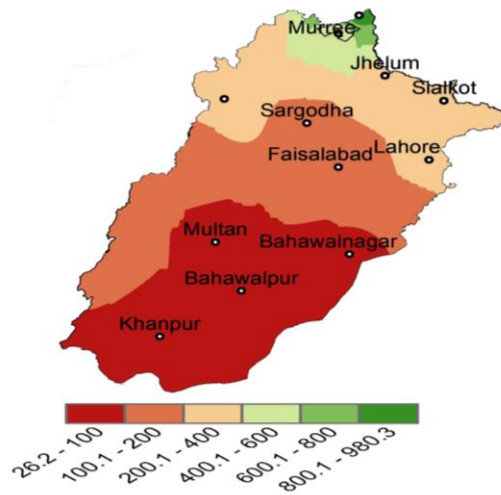 Murree
Jhelum
Sialkot
Sargodha
Lahore
Faisalabad
Multan
Bahawalnagar
Bahawalpur
Khanpur
26.2 - 100
100.1 - 200
200.1 - 400
400.1 - 600
600.1 - 800
800.1 - 980.3